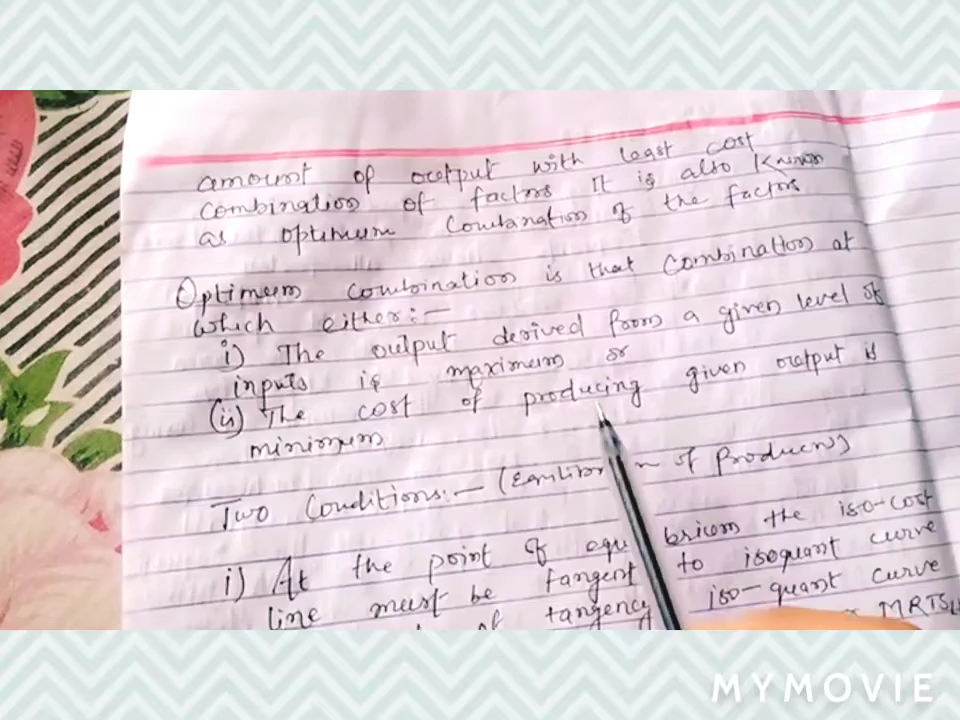 amount of output with least cost
combination of factors It is also known
as optimum combination of the factors
Optimum combination is that combination at
which either:-
i) The output derived from a given level of
inputs is maximum or
(ii) The cost of producing given output is
minimum
Two Conditions:- (Equilibri m of Producer)
i) At the point of equ brium the iso-cost
line must be tangent to isoquant curve
of tangency iso-quant curve
MRTS
MYMOVIE